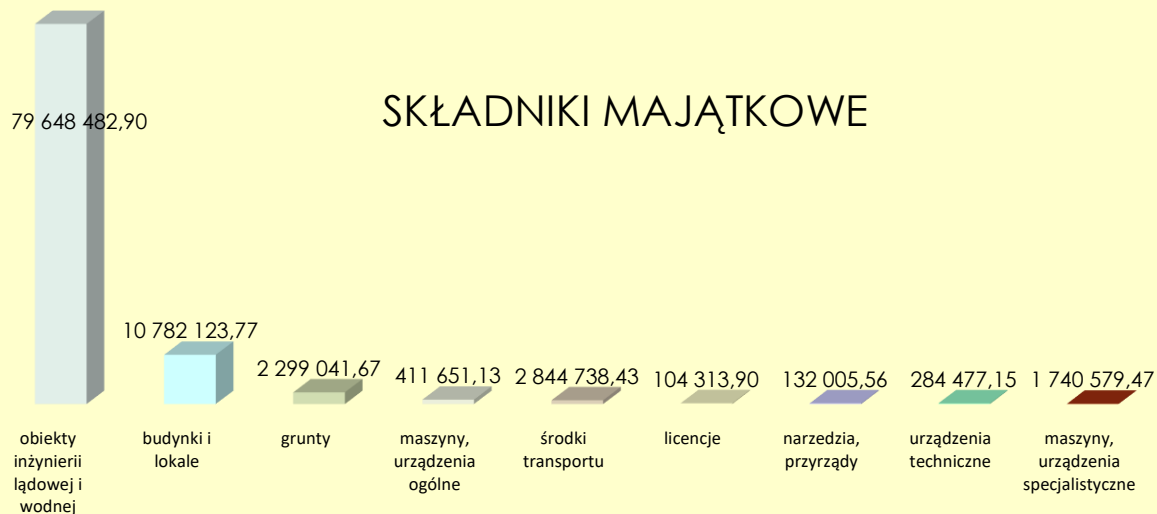 SKŁADNIKI MAJĄTKOWE
79 648 482,90
10 782 123,77
2 299 041,67
411 651,13
2 844 738,43
104 313,90
132 005,56
284 477,15
1 740 579,47
obiekty
inżynierii
lądowej i
wodnej
budynki i
lokale
grunty
maszyny,
urządzenia
ogólne
środki
transportu
licencje
narzedzia,
przyrządy
urządzenia
techniczne
maszyny,
urządzenia
specjalistyczne